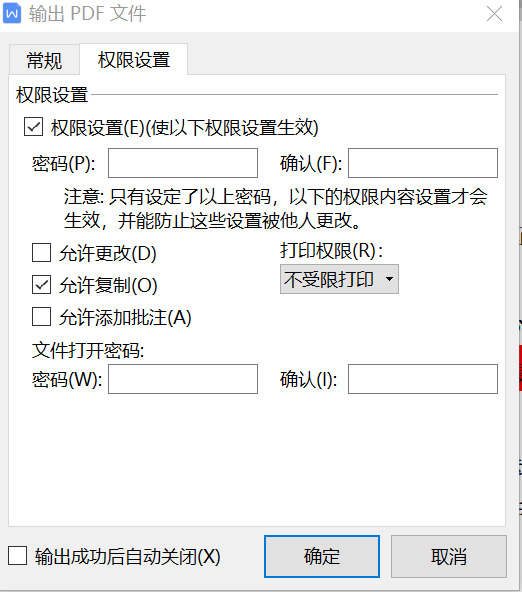 输出 PDF 文件
常规 权限设置
权限设置
权限设置(E)(使以下权限设置生效)
密码(P): 确认(F):
注意: 只有设定了以上密码，以下的权限内容设置才会
生效，并能防止这些设置被他人更改。
允许更改(D) 打印权限(R):
允许复制(O) 不受限打印
允许添加批注(A)
文件打开密码:
密码(W): 确认(I):
输出成功后自动关闭(X) 确定 取消